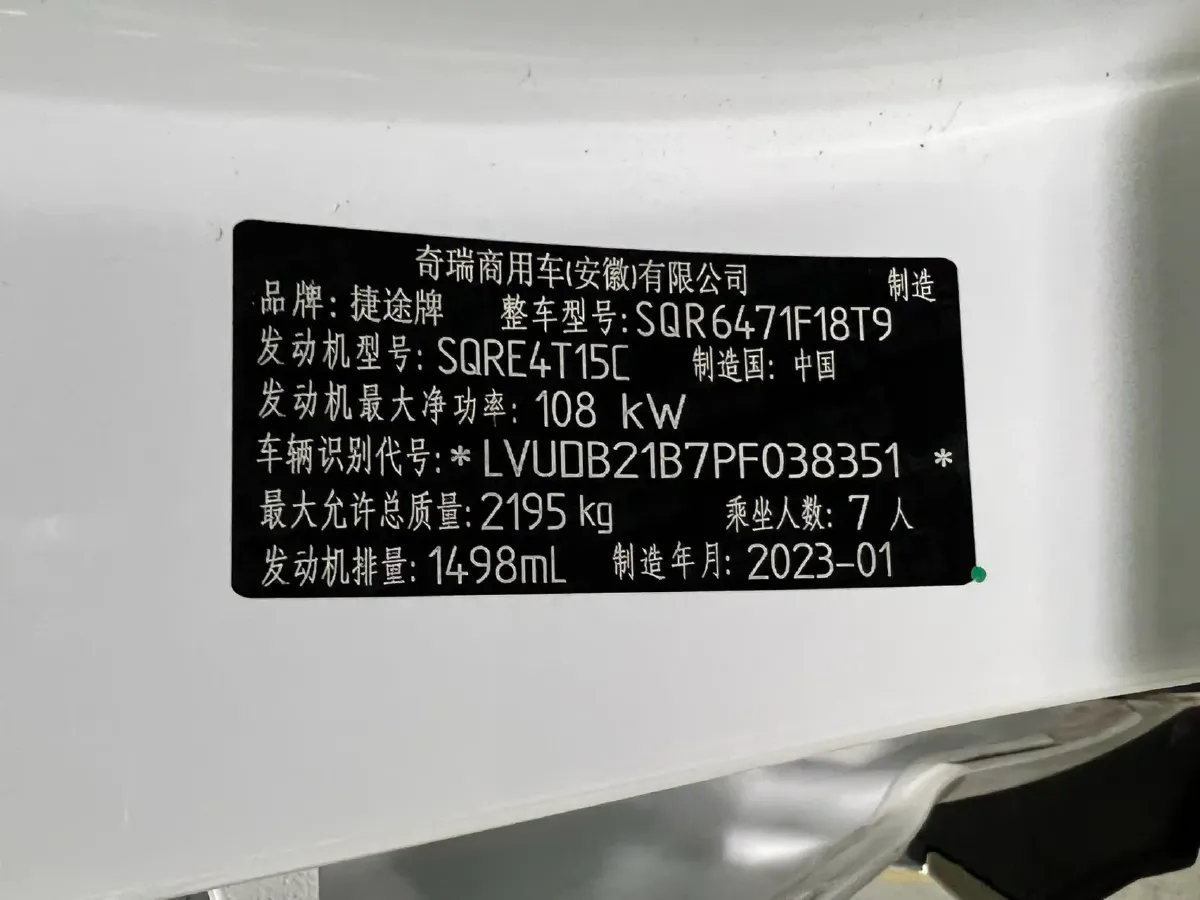 奇瑞商用车(安徽)有限公司 制造
品牌: 捷途牌 整车型号: SQR6471F18T9
发动机型号: SQRE4T15C 制造国: 中国
发动机最大净功率: 108 kW
车辆识别代号: * LVUDB21B7PF038351 *
最大允许总质量: 2195 kg 乘坐人数: 7 人
发动机排量: 1498mL 制造年月: 2023-01